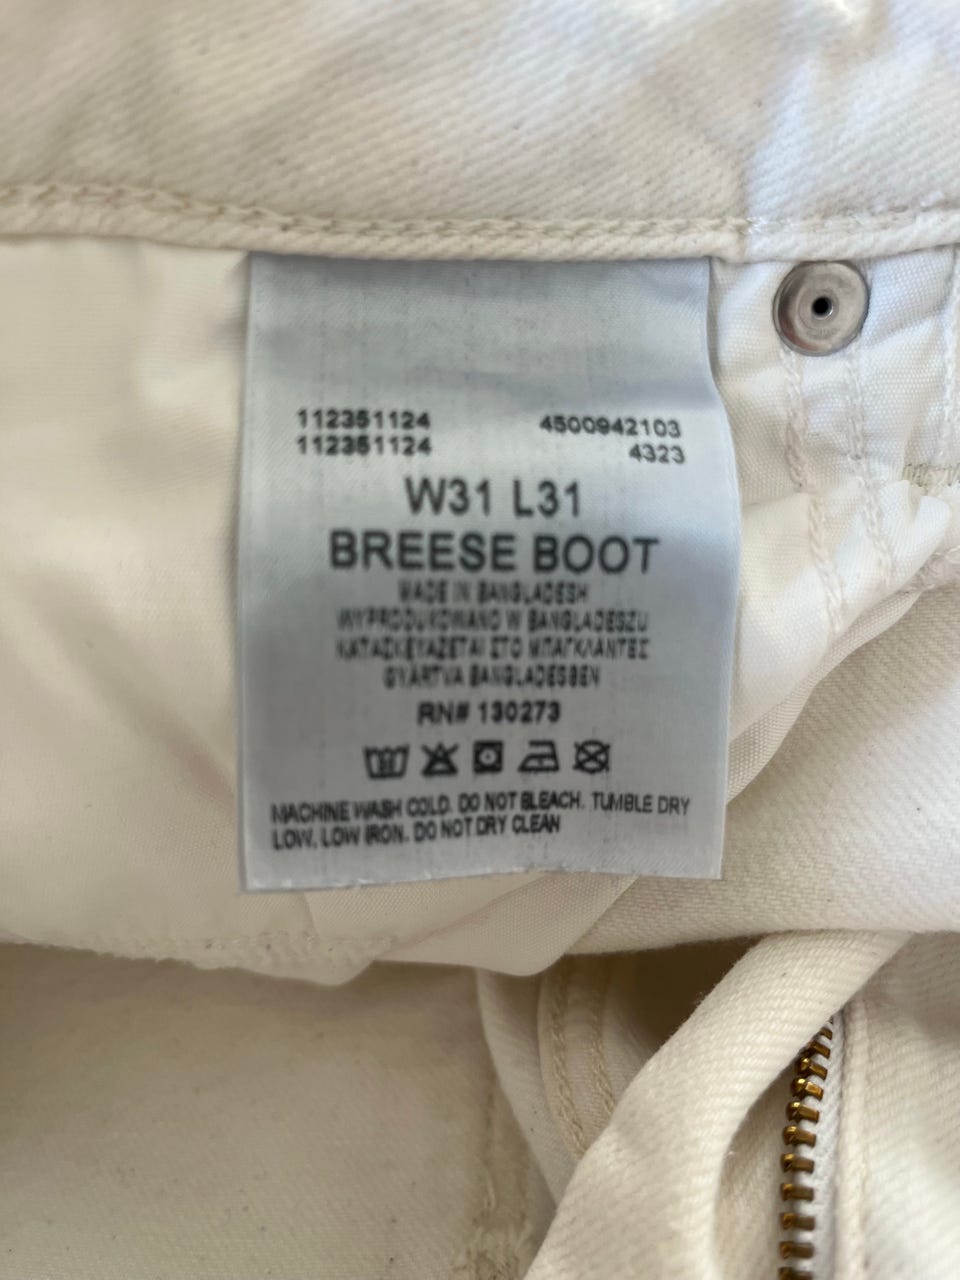 112351124 4500942103
112351124 4323
W31 L31
BREESE BOOT
MADE IN BANGLADESH
WYPRODUKOWANO W BANGLADESZU
ΚΑΤΑΣΚΕΥΑΖΕΤΑΙ ΣΤΟ ΜΠΑΓΚΛΑΝΤΕΣ
GYÁRTVA BANGLADESBEN
RN# 130273
MACHINE WASH COLD. DO NOT BLEACH. TUMBLE DRY
LOW. LOW IRON. DO NOT DRY CLEAN